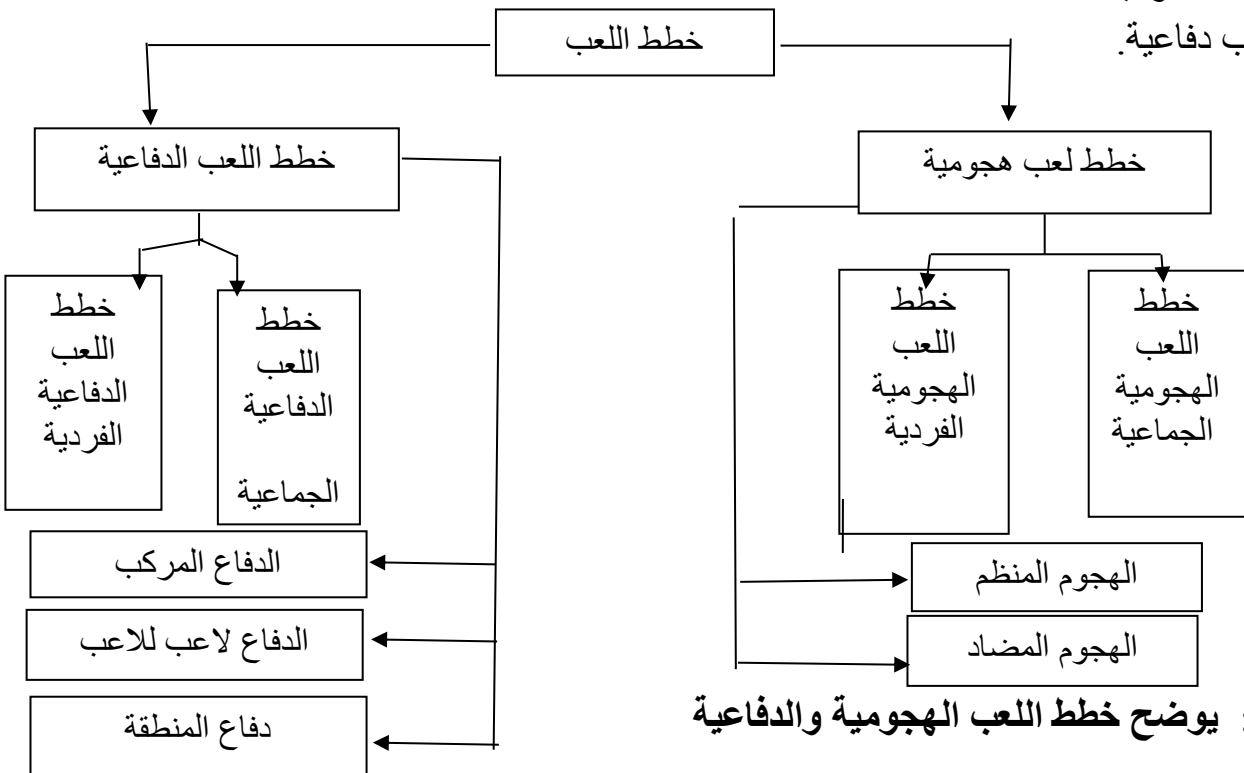 ب دفاعية.
خطط اللعب
خطط لعب هجومية
خطط اللعب الدفاعية
خطط
اللعب
الهجومية
الجماعية
خطط
اللعب
الهجومية
الفردية
خطط
اللعب
الدفاعية
الجماعية
خطط
اللعب
الدفاعية
الفردية
الهجوم المنظم
الهجوم المضاد
الدفاع المركب
الدفاع لاعب للاعب
دفاع المنطقة
يوضح خطط اللعب الهجومية والدفاعية